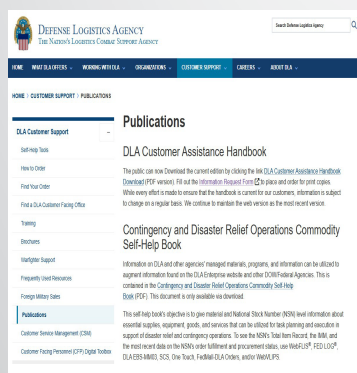 DEFENSE LOGISTICS AGENCY
THE NATION'S LOGISTICS COMBAT SUPPORT AGENCY
Search Defense Logistics Agency
HOME WHAT DLA OFFERS WORKING WITH DLA ORGANIZATIONS CUSTOMER SUPPORT CAREERS ABOUT DLA
HOME > CUSTOMER SUPPORT > PUBLICATIONS
DLA Customer Support
Self-Help Tools
How to Order
Find Your Order
Find a DLA Customer Facing Office
Training
Brochures
Warfighter Support
Frequently Used Resources
Foreign Military Sales
Publications
Customer Service Management (CSM)
Customer Facing Personnel (CFP) Digital Toolbox
Publications
DLA Customer Assistance Handbook
The public can now Download the current edition by clicking the link DLA Customer Assistance Handbook
Download (PDF version). Fill out the Information Request Form to place and order for print copies.
While every effort is made to ensure that the handbook is current for our customers, information is subject
to change on a regular basis. We continue to maintain the web version as the most recent version.
Contingency and Disaster Relief Operations Commodity
Self-Help Book
Information on DLA and other agencies' managed materials, programs, and information can be utilized to
augment information found on the DLA Enterprise website and other DOW/Federal Agencies. This is
contained in the Contingency and Disaster Relief Operations Commodity Self-Help
Book (PDF). This document is only available via download.
This self-help book's objective is to give material and National Stock Number (NSN) level information about
essential supplies, equipment, goods, and services that can be utilized for task planning and execution in
support of disaster relief and contingency operations. To see the NSN's Total Item Record, the IMM, and
the most recent data on the NSN's order fulfillment and procurement status, use WebFLIS®, FED LOG®,
DLA EBS-MM03, SCS, One Touch, FedMall-DLA Orders, and/or WebVLIPS.